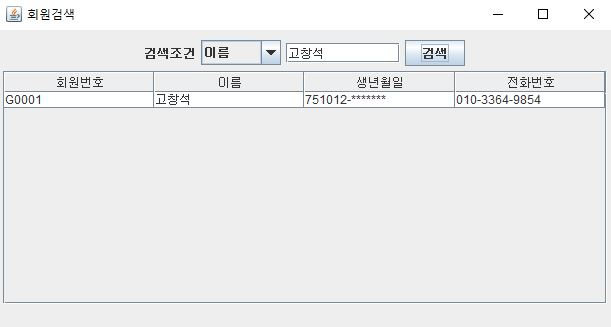 회원검색
검색조건 이름 고창석 검색
회원번호 이름 생년월일 전화번호
G0001 고창석 751012-******* 010-3364-9854